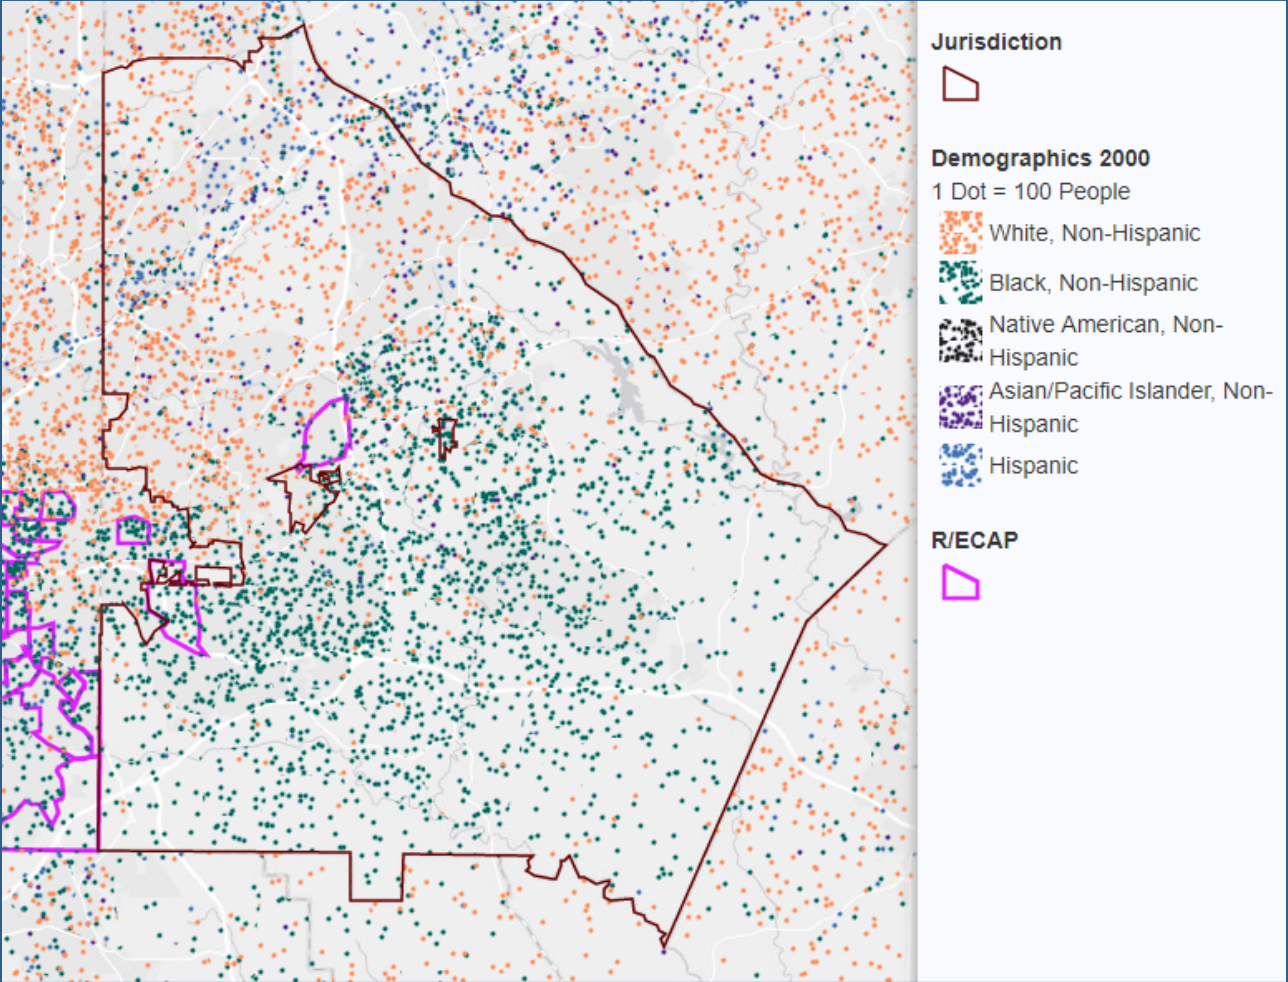 Jurisdiction
Demographics 2000
1 Dot = 100 People
White, Non-Hispanic
Black, Non-Hispanic
Native American, Non-
Hispanic
Asian/Pacific Islander, Non-
Hispanic
Hispanic
R/ECAP